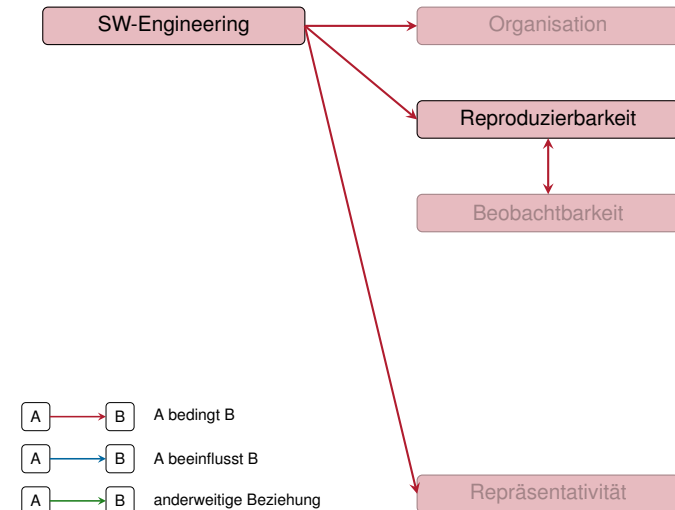 SW-Engineering
Organisation
Reproduzierbarkeit
Beobachtbarkeit
A B A bedingt B
A B A beeinflusst B
Repräsentativität
A B anderweitige Beziehung